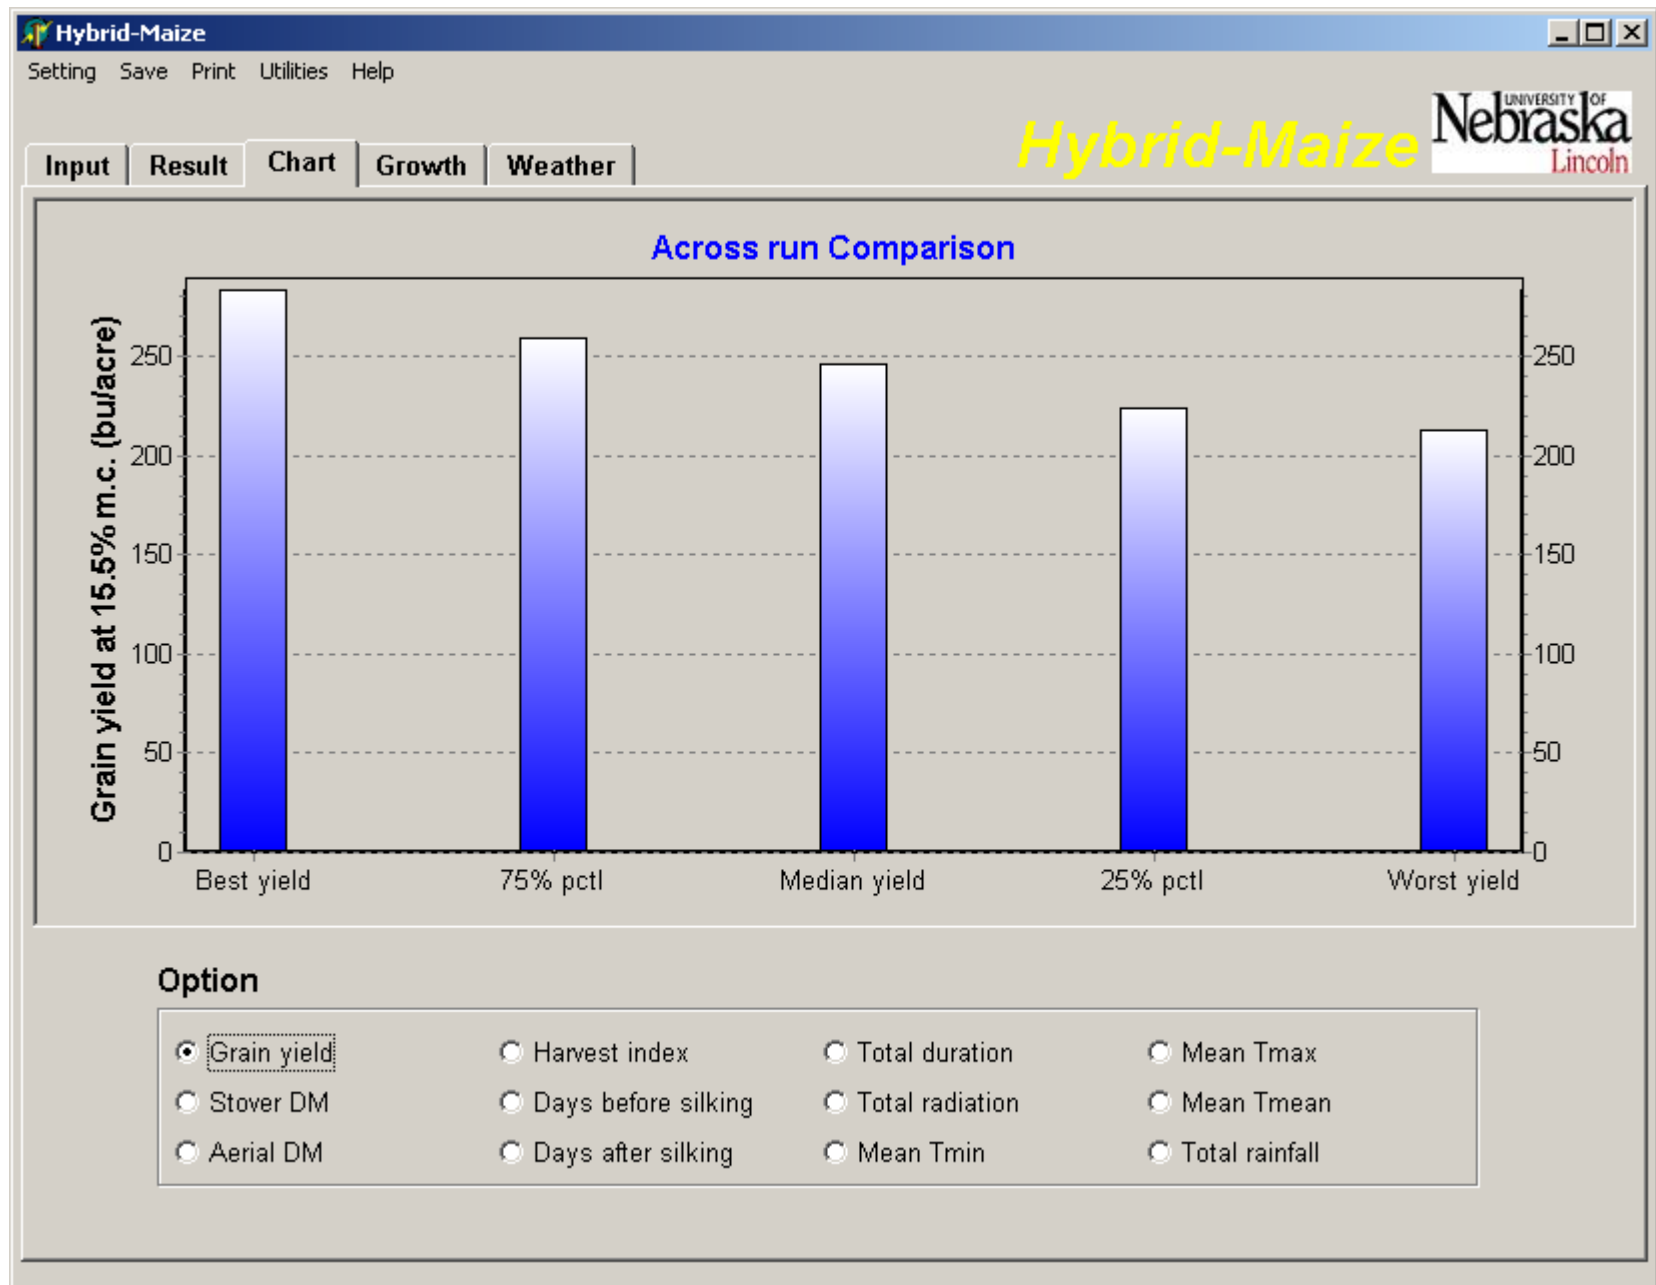 Hybrid-Maize
Setting Save Print Utilities Help
Hybrid-Maize
UNIVERSITY OF
Nebraska
Lincoln
Input Result Chart Growth Weather
Across run Comparison
Grain yield at 15.5% m.c. (bu/acre)
250 250
200 200
150 150
100 100
50 50
0 0
Best yield 75% pctl Median yield 25% pctl Worst yield
Option
Grain yield Harvest index Total duration Mean Tmax
Stover DM Days before silking Total radiation Mean Tmean
Aerial DM Days after silking Mean Tmin Total rainfall